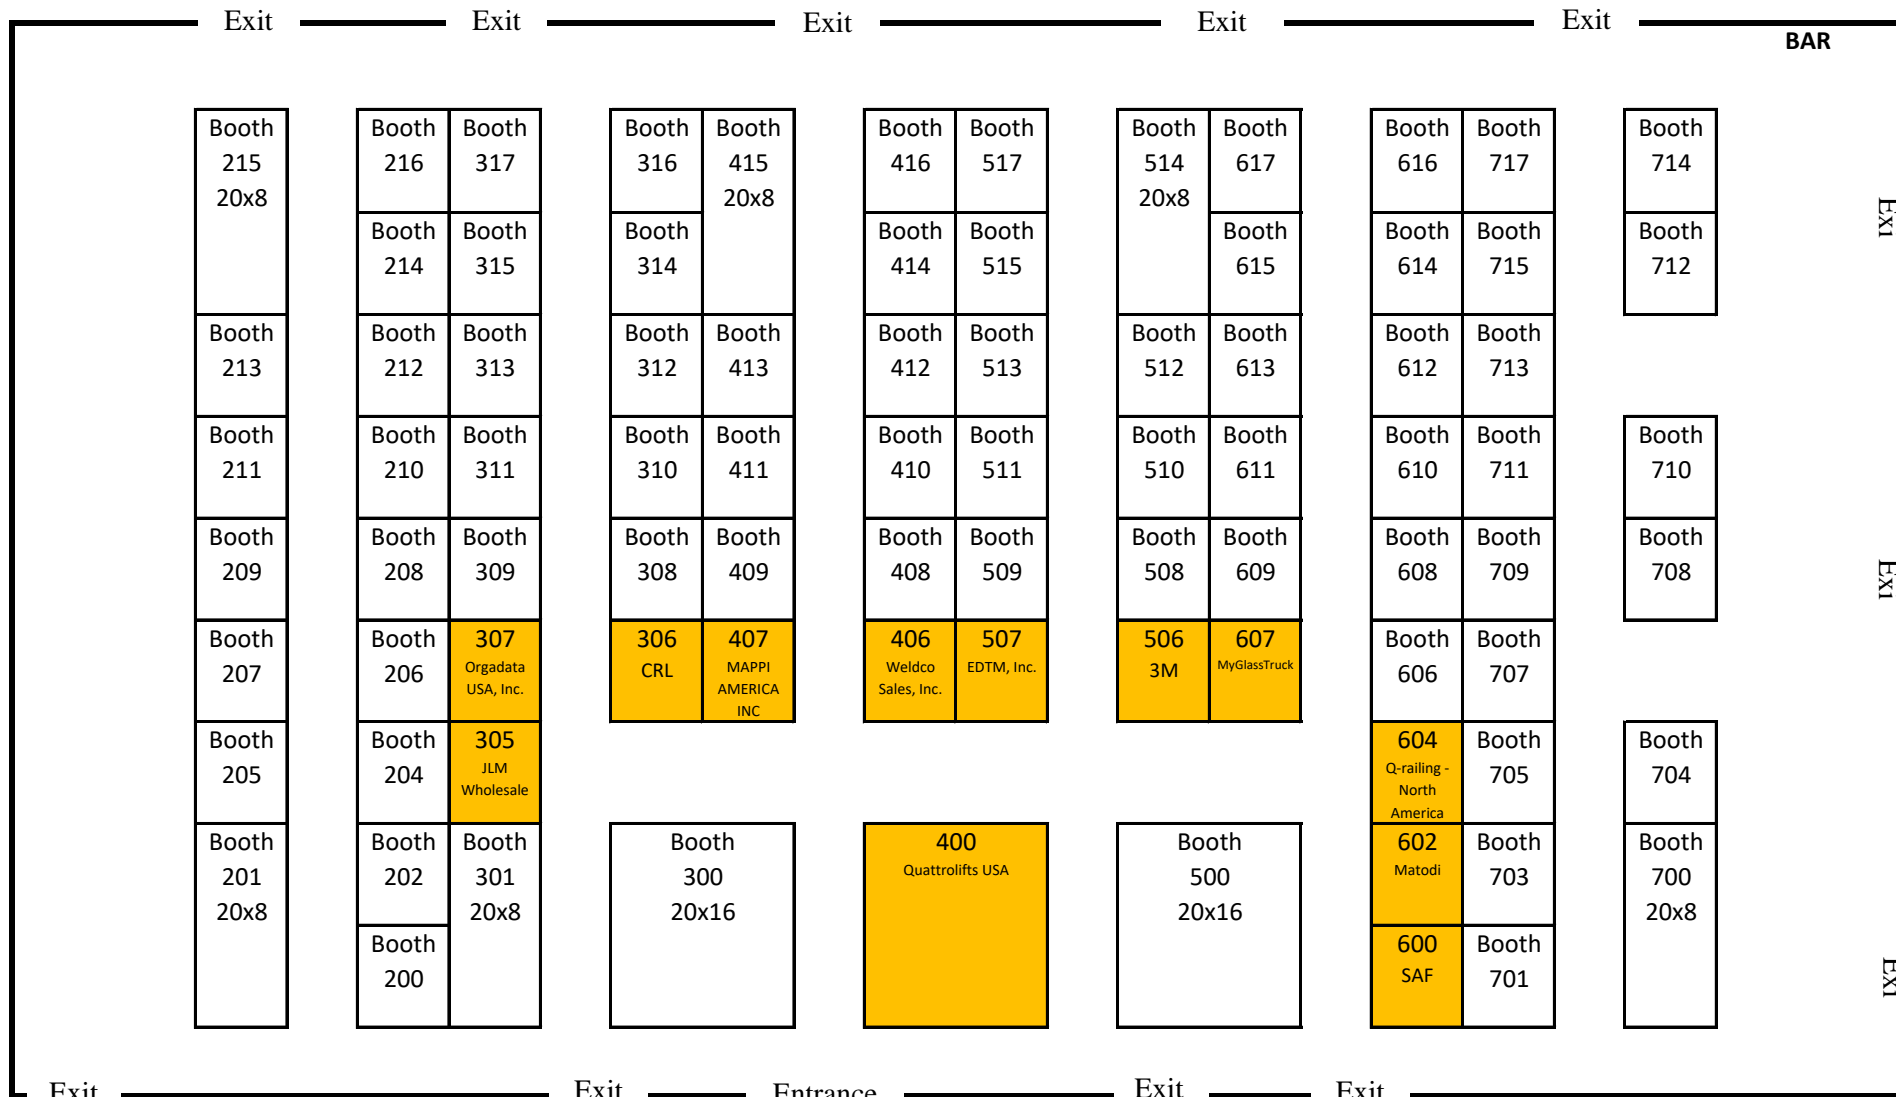 Exit Exit Exit Exit Exit
BAR
Booth Booth Booth Booth Booth Booth Booth Booth Booth Booth Booth Booth
215 216 317 316 415 416 517 514 617 616 717 714
20x8 20x8 20x8
Booth Booth Booth Booth Booth Booth Booth Booth Booth
214 315 314 414 515 615 614 715 712
Exi
Booth Booth Booth Booth Booth Booth Booth Booth Booth Booth Booth
213 212 313 312 413 412 513 512 613 612 713
Booth Booth Booth Booth Booth Booth Booth Booth Booth Booth Booth Booth
211 210 311 310 411 410 511 510 611 610 711 710
Booth Booth Booth Booth Booth Booth Booth Booth Booth Booth Booth Booth
209 208 309 308 409 408 509 508 609 608 709 708
Exi
Booth
207
Booth
206
307
Orgadata
USA, Inc.
306
CRL
407
MAPPI
AMERICA
INC
406
Weldco
Sales, Inc.
507
EDTM, Inc.
506
3M
607
MyGlassTruck
Booth
606
Booth
707
Booth
205
Booth
204
305
JLM
Wholesale
604
Q-railing -
North
America
Booth
705
Booth
704
Booth
201
20x8
Booth
202
Booth
301
20x8
Booth
300
20x16
400
Quattrolifts USA
Booth
500
20x16
602
Matodi
Booth
703
Booth
700
20x8
Booth
200
600
SAF
Booth
701
Exi
Exit Exit Entrance Exit Exit